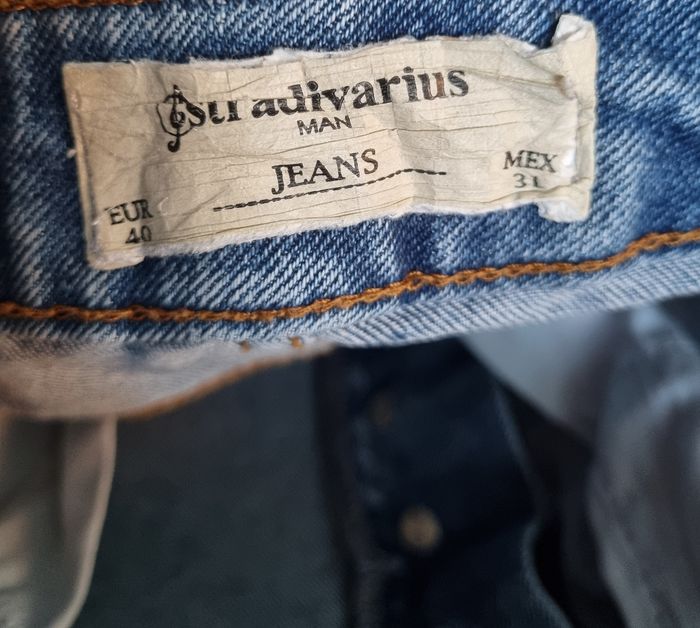 stradivarius
MAN
JEANS
EUR
40
MEX
31